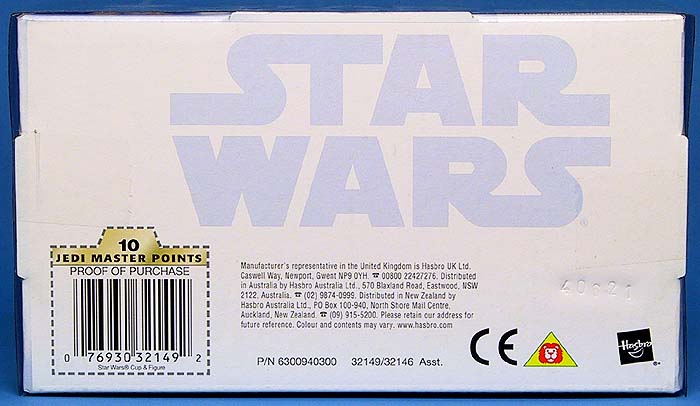 STAR
WARS®
10
JEDI MASTER POINTS
PROOF OF PURCHASE
0 76930 32149 2
Star Wars® Cup & Figure
Manufacturer's representative in the United Kingdom is Hasbro UK Ltd.
Caswell Way, Newport, Gwent NP9 0YH. ☎ 00800 22427276. Distributed
in Australia by Hasbro Australia Ltd., 570 Blaxland Road, Eastwood, NSW
2122, Australia. ☎ (02) 9874-0999. Distributed in New Zealand by
Hasbro Australia Ltd., PO Box 100-940, North Shore Mail Centre,
Auckland, New Zealand. ☎ (09) 915-5200. Please retain our address for
future reference. Colour and contents may vary. www.hasbro.com.
P/N 6300940300 32149/32146 Asst.
CE
Hasbro
®